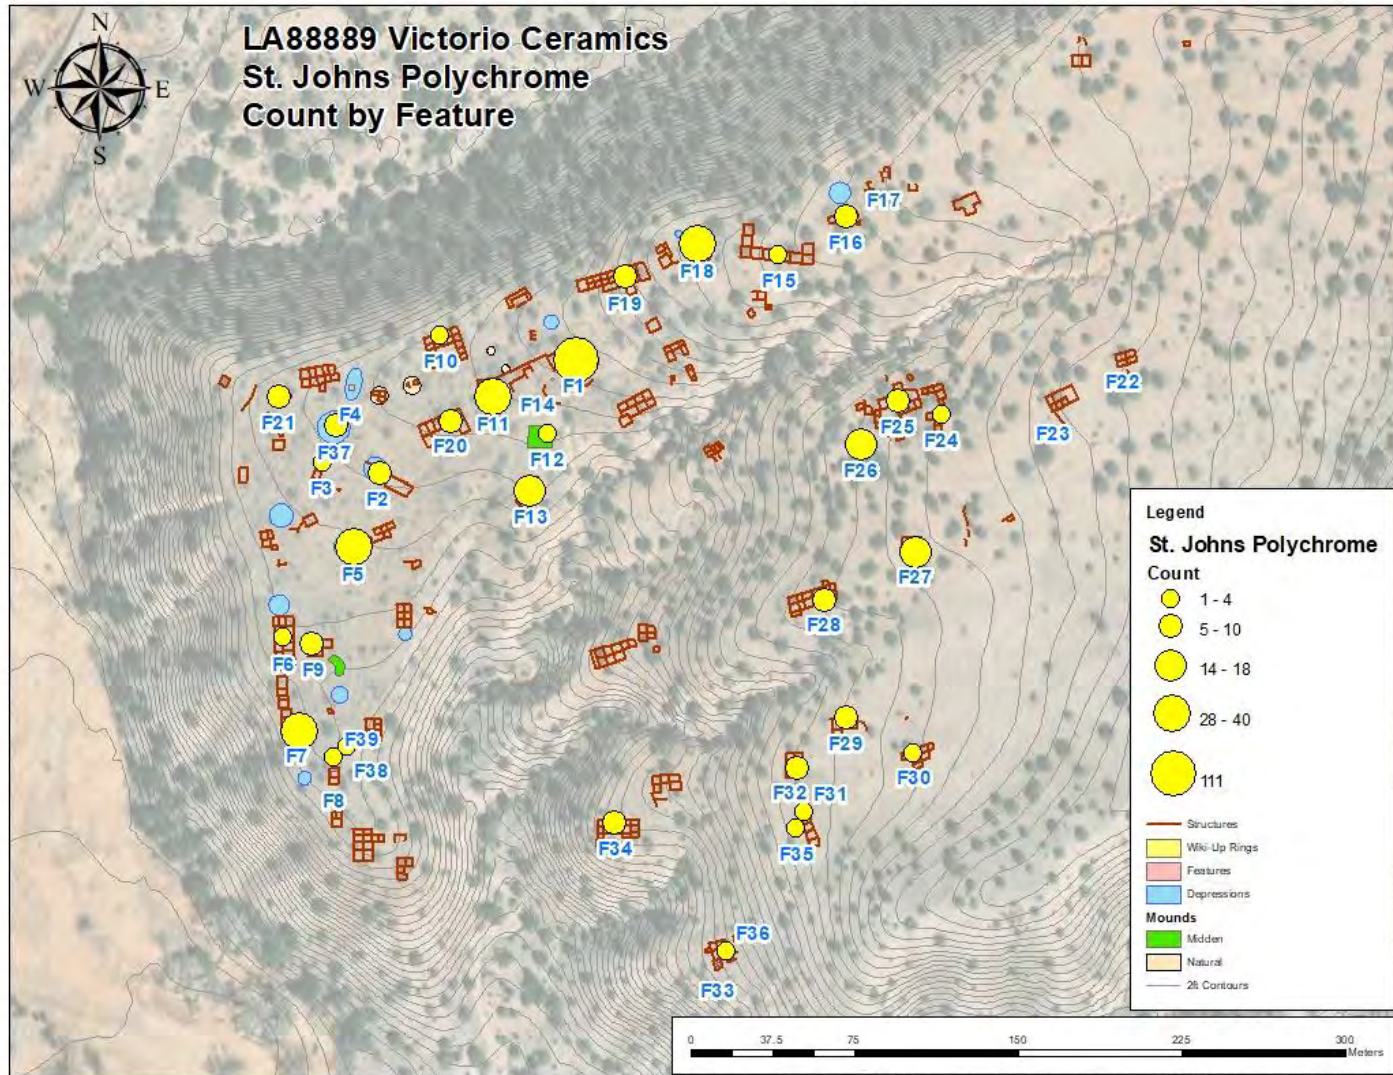 LA88889 Victorio Ceramics
St. Johns Polychrome
Count by Feature
N
W
E
S
F17
F16
F18
F15
F19
F10
F1
F22
F14
F21
F4
F11
F23
F25
F24
F20
F12
F37
F26
F3
F2
F13
F5
F27
F28
F6
F9
F29
F39
F7
F38
F30
F32
F31
F8
F34
F35
F36
F33
Legend
St. Johns Polychrome
Count
1 - 4
5 - 10
14 - 18
28 - 40
111
Structures
Wiki-Up Rings
Features
Depressions
Mounds
Midden
Natural
2ft Contours
0 37.5 75 150 225 300
Meters